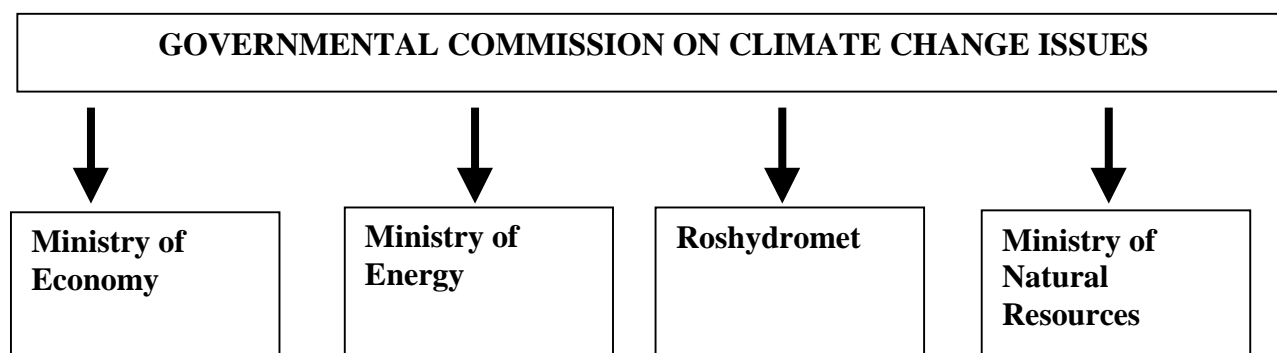 GOVERNMENTAL COMMISSION ON CLIMATE CHANGE ISSUES
Ministry of
Economy
Ministry of
Energy
Roshydromet
Ministry of
Natural
Resources